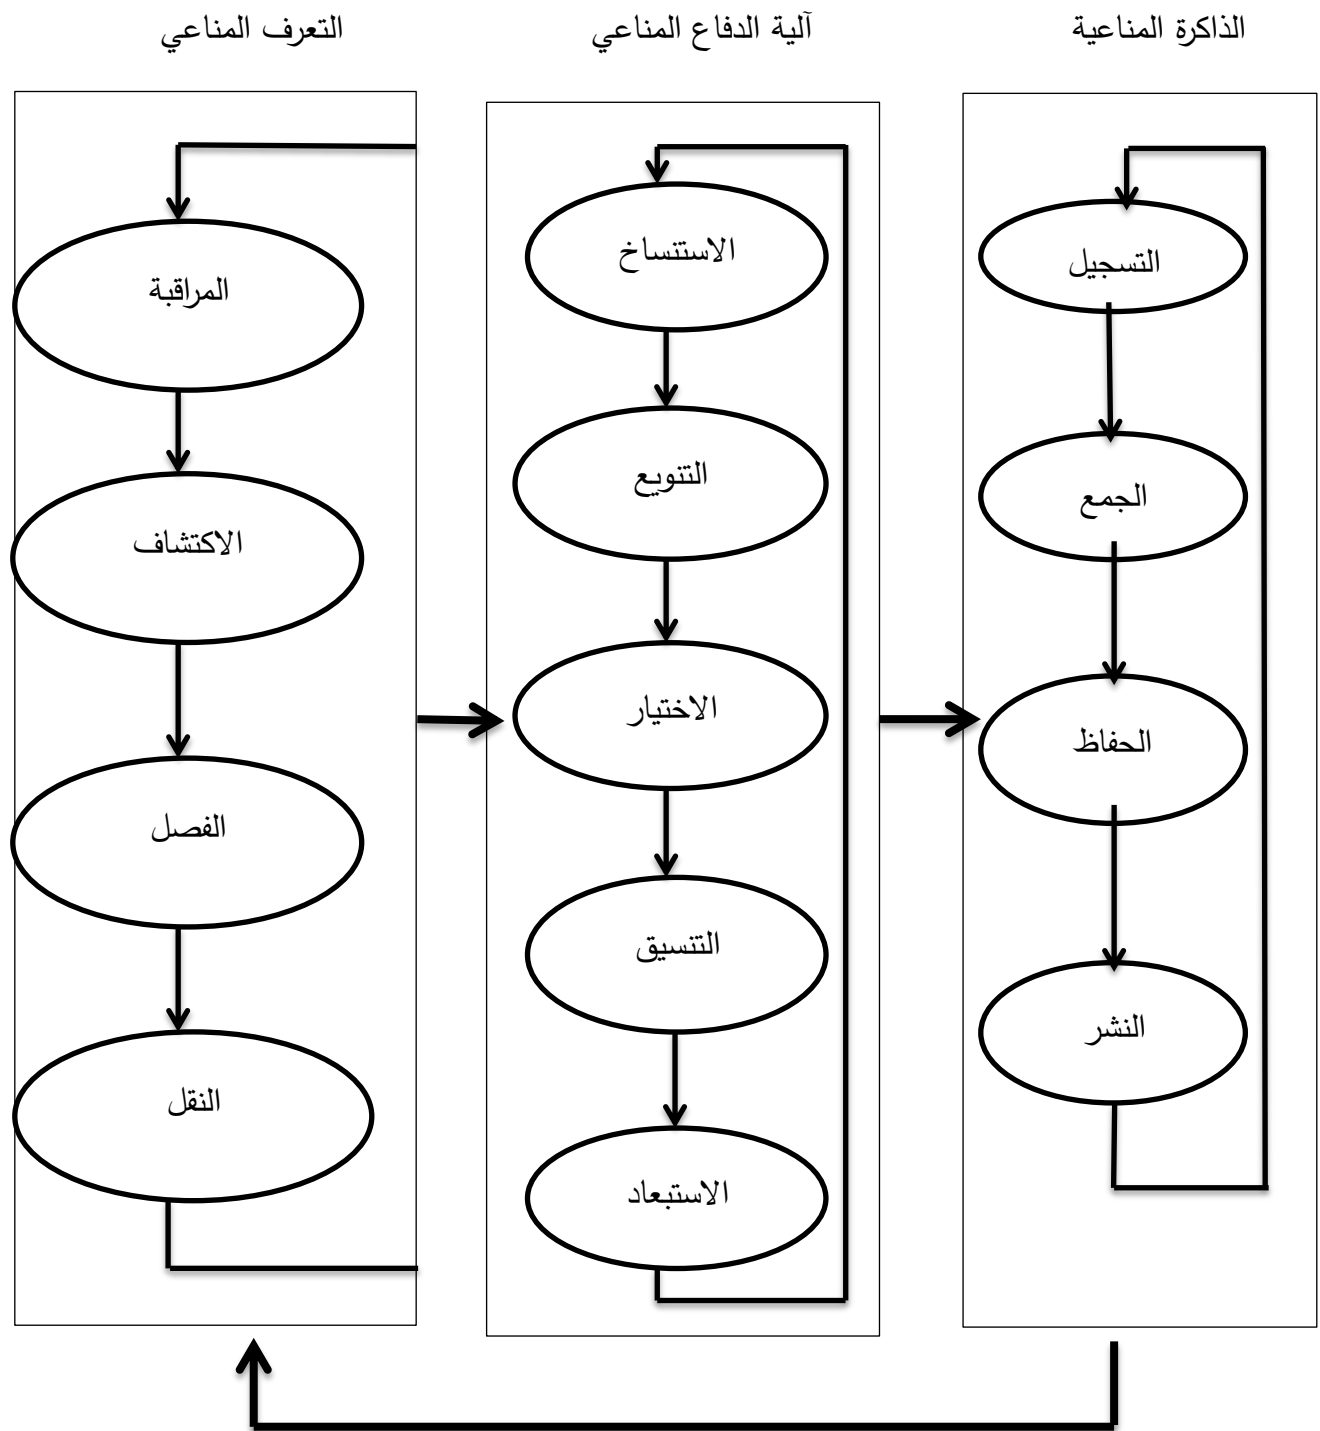 التعرف المناعي
آلية الدفاع المناعي
الذاكرة المناعية
المراقبة
الاكتشاف
الفصل
النقل
الاستنساخ
التنويع
الاختيار
التنسيق
الاستبعاد
التسجيل
الجمع
الحفاظ
النشر